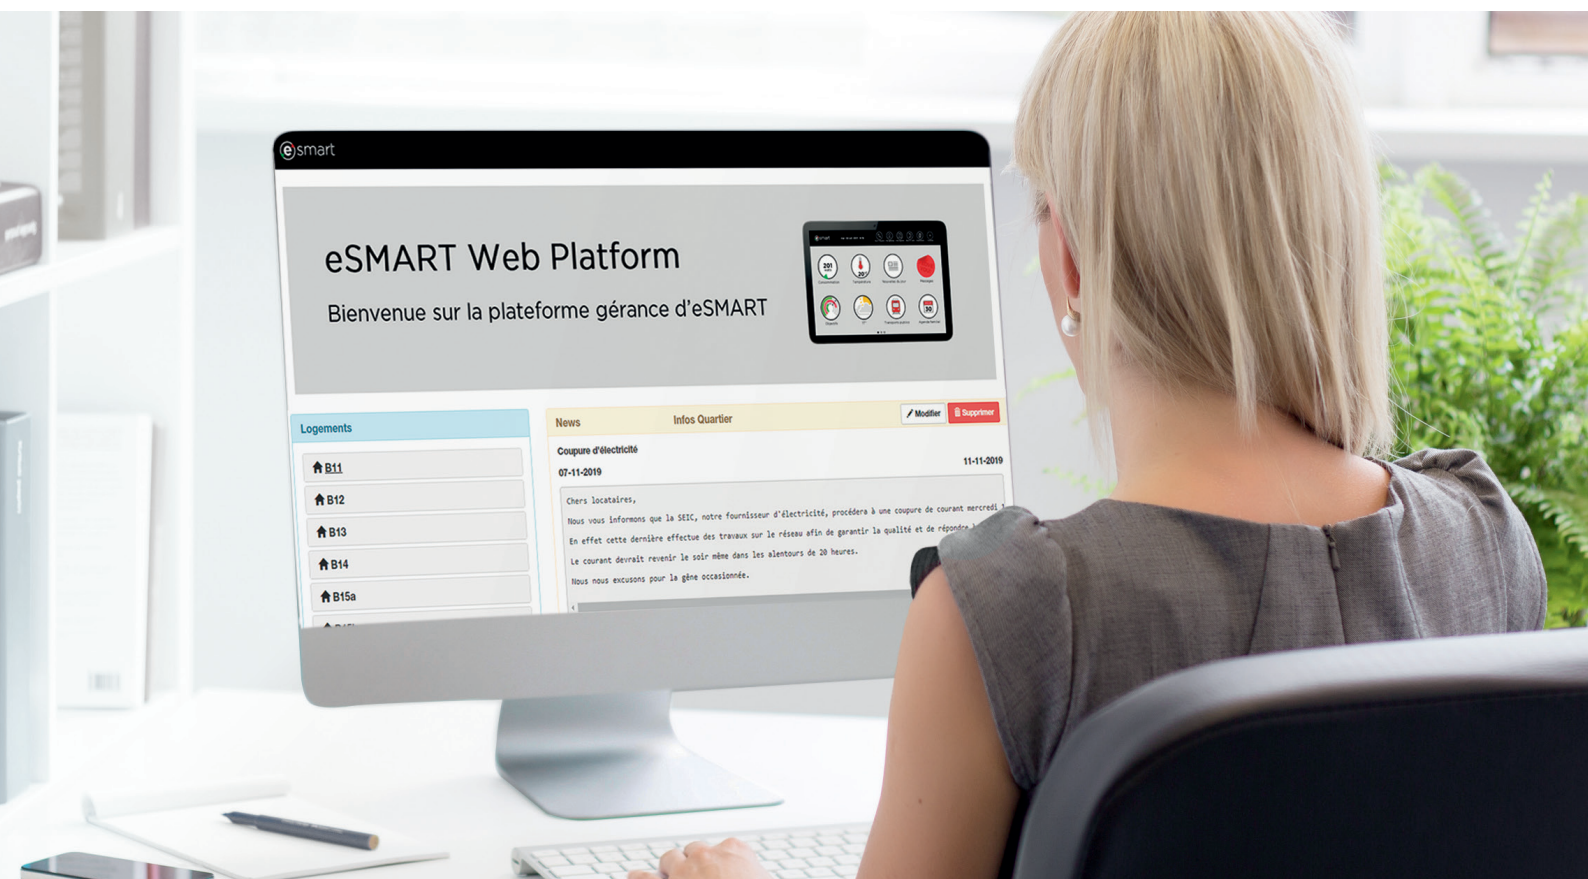 esmart
eSMART Web Platform
Bienvenue sur la plateforme gérance d'eSMART
Logements
B11
B12
B13
B14
B15a
News Infos Quartier Modifier Supprimer
Coupure d'électricité
07-11-2019 11-11-2019
Chers locataires,
Nous vous informons que la SEIC, notre fournisseur d'électricité, procédera à une coupure de courant mercredi
En effet cette dernière effectue des travaux sur le réseau afin de garantir la qualité et de répondre
Le courant devrait revenir le soir même dans les alentours de 20 heures.
Nous nous excusons pour la gêne occasionnée.